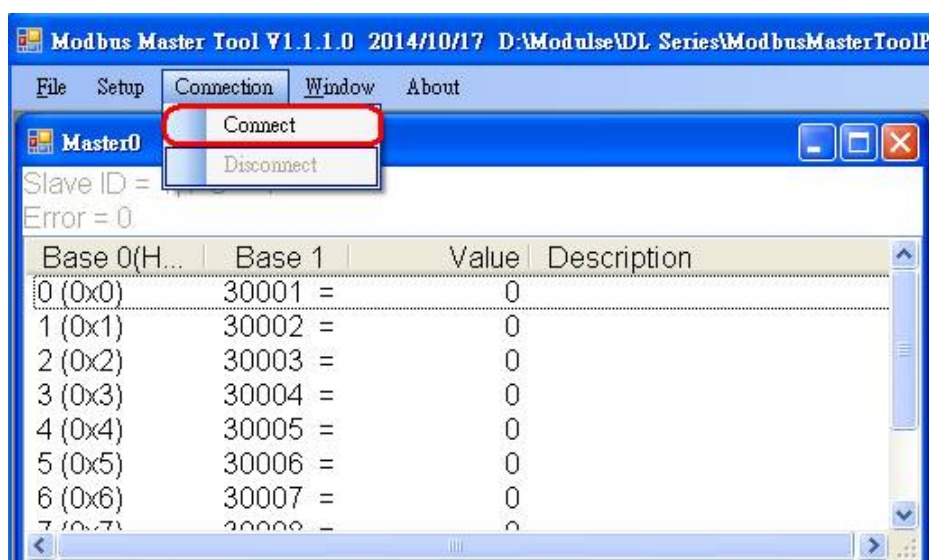 Modbus Master Tool V1.1.1.0 2014/10/17 D:\Modulse\DL Series\ModbusMasterToolP
File Setup Connection Window About
Connect
Master0
Disconnect
Slave ID =
Error = 0
Base 0(H... Base 1 Value Description
0 (0x0) 30001 = 0
1 (0x1) 30002 = 0
2 (0x2) 30003 = 0
3 (0x3) 30004 = 0
4 (0x4) 30005 = 0
5 (0x5) 30006 = 0
6 (0x6) 30007 = 0